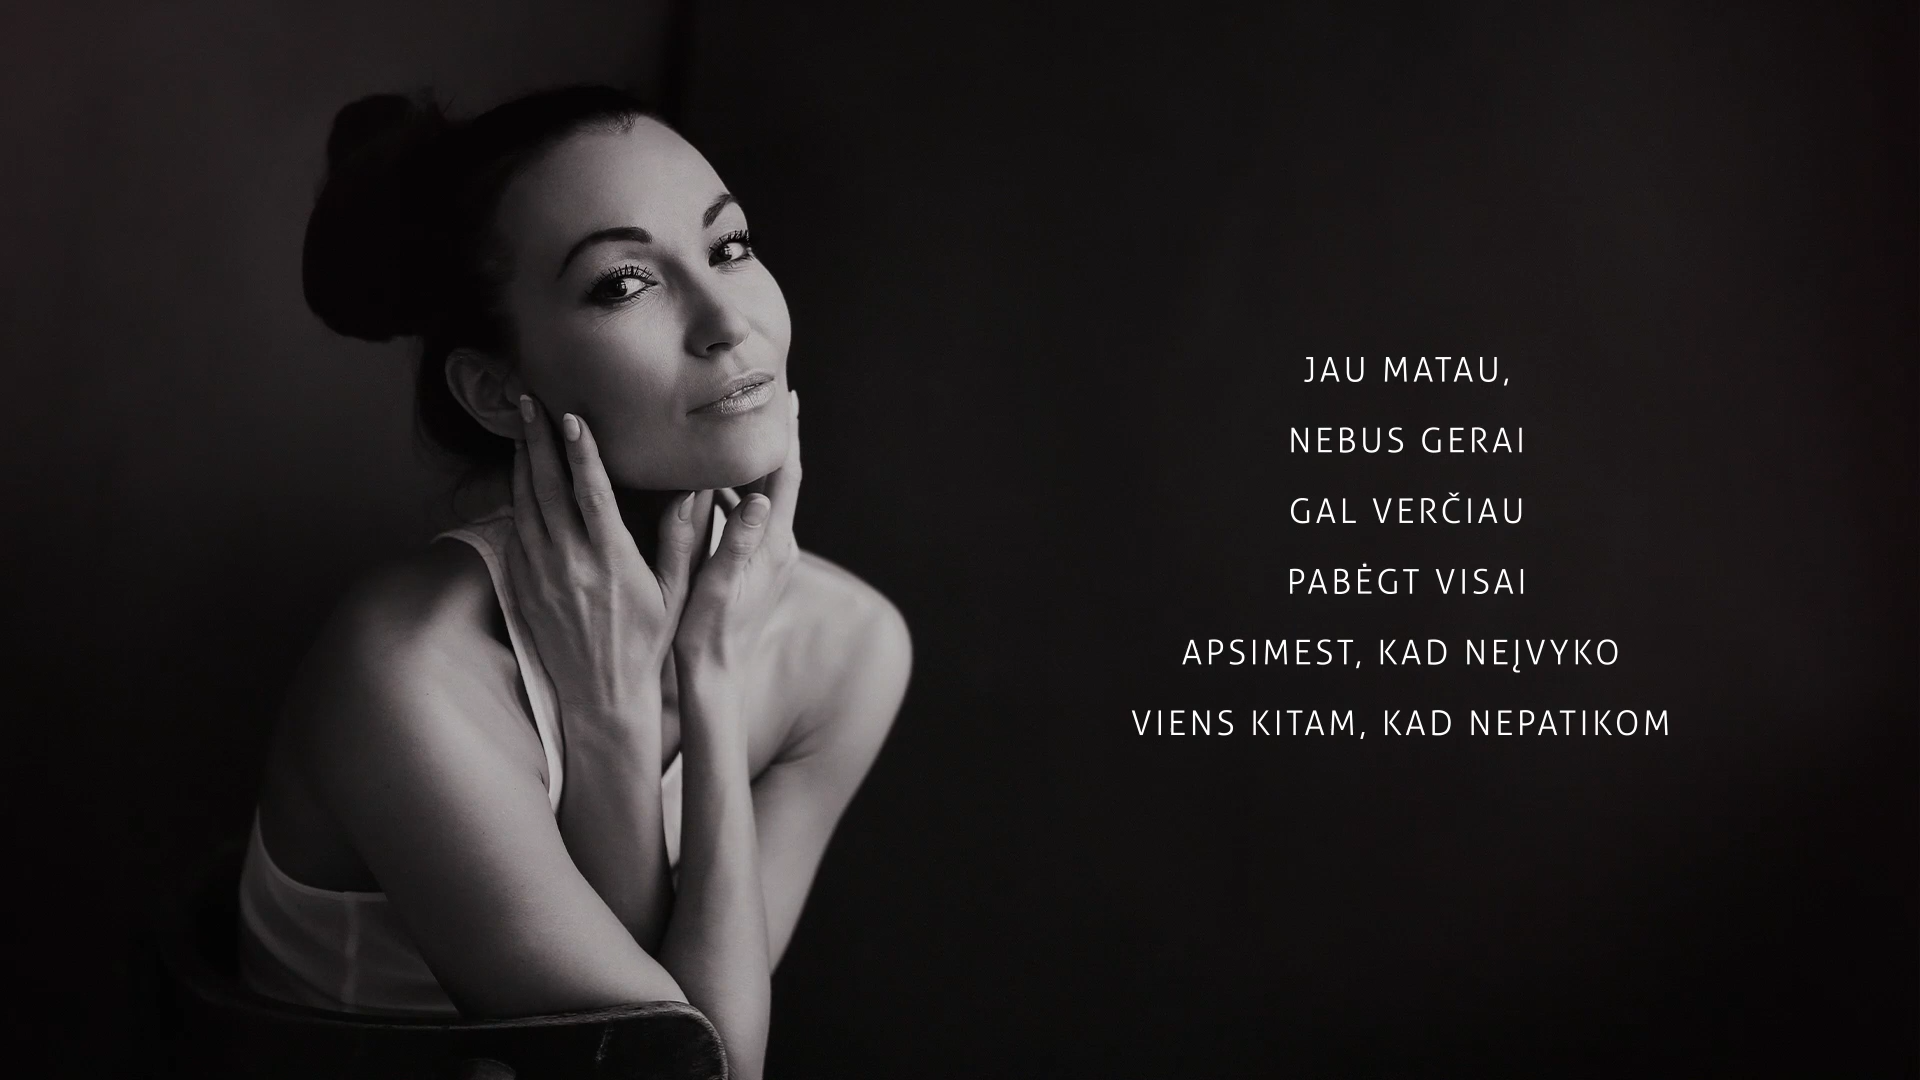 JAU MATAU,
NEBUS GERAI
GAL VERČIAU
PABĖGT VISAI
APSIMEST, KAD NEĮVYKO
VIENS KITAM, KAD NEPATIKOM